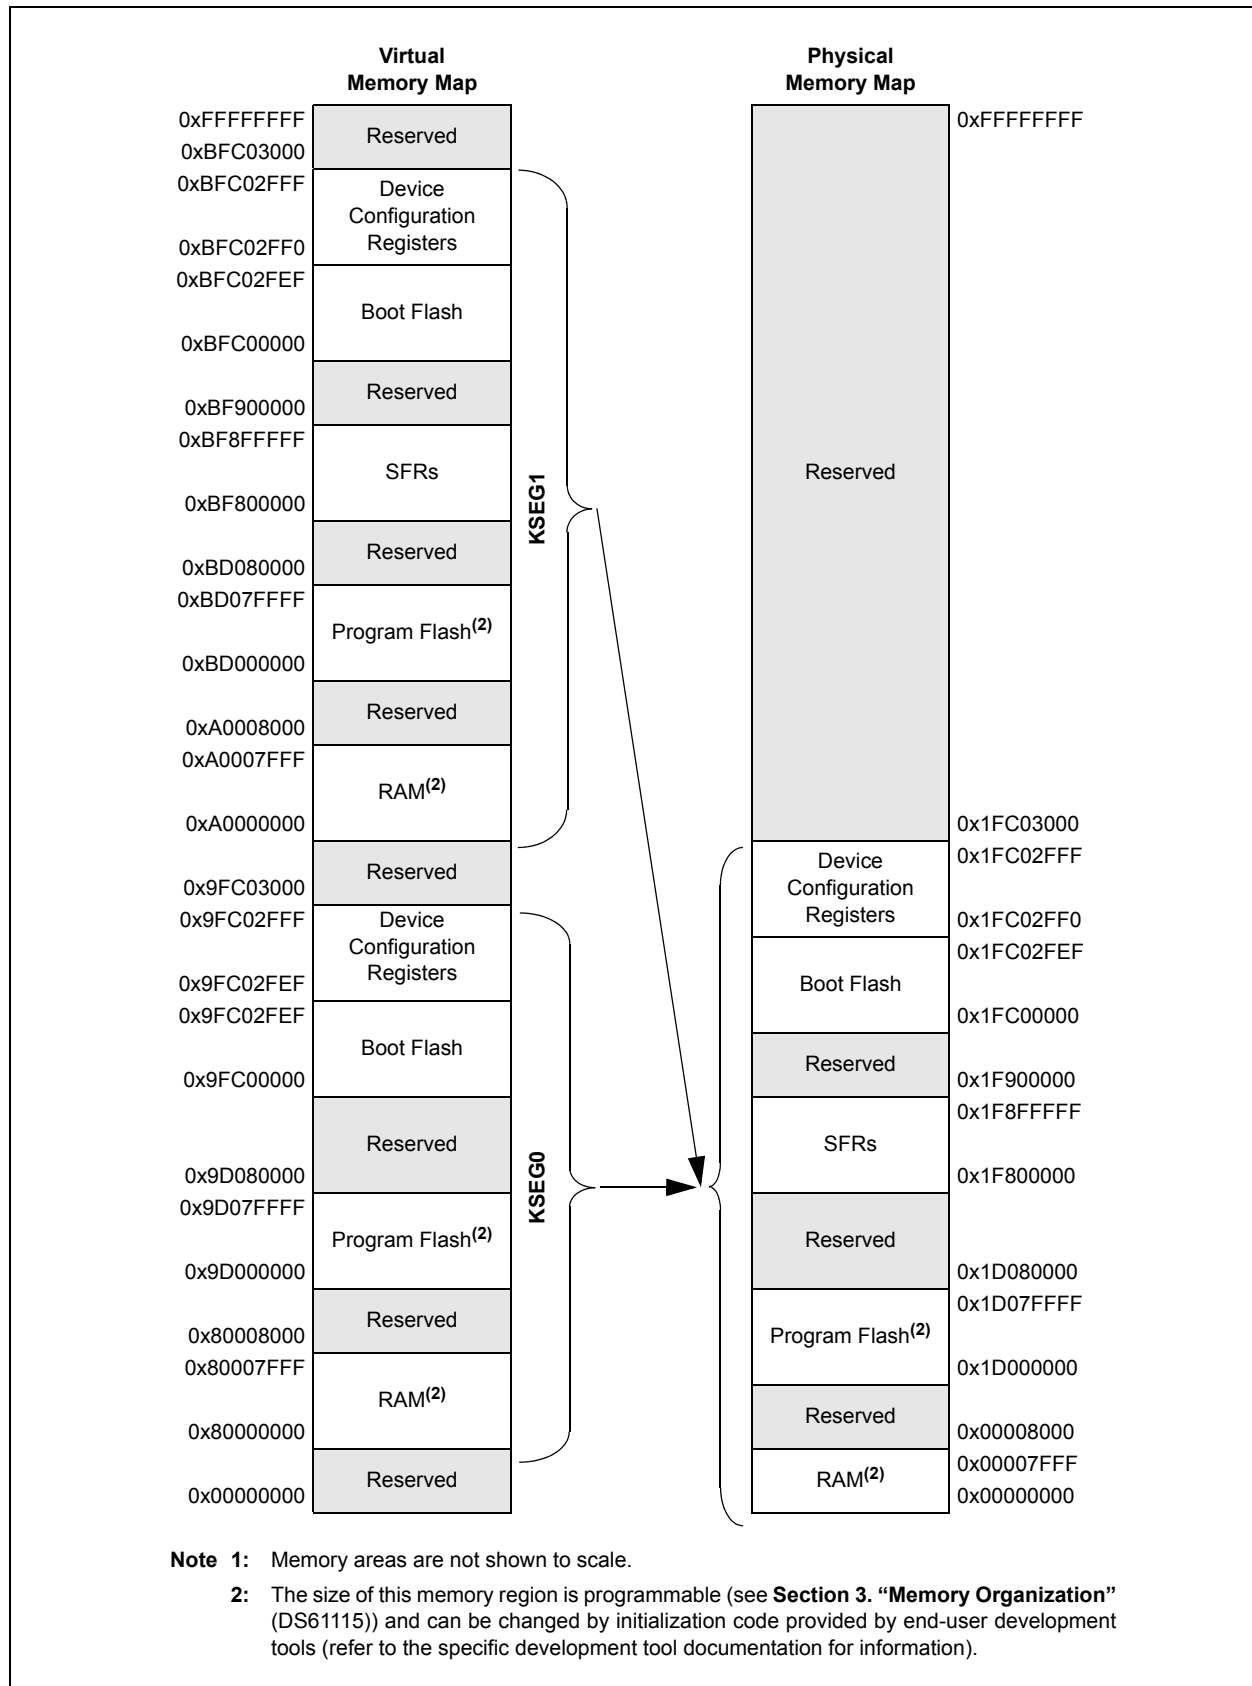 Virtual
Memory Map
Physical
Memory Map
0xFFFFFFFF
Reserved
0xBFC03000
0xBFC02FFF
Device
Configuration
Registers
0xBFC02FF0
0xBFC02FEF
Boot Flash
0xBFC00000
Reserved
0xBF900000
0xBF8FFFFF
SFRs
0xBF800000
Reserved
0xBD080000
0xBD07FFFF
Program Flash(2)
0xBD000000
Reserved
0xA0008000
0xA0007FFF
RAM(2)
0xA0000000
Reserved
0x9FC03000
0x9FC02FFF
Device
Configuration
Registers
0x9FC02FEF
0x9FC02FEF
Boot Flash
0x9FC00000
Reserved
0x9D080000
0x9D07FFFF
Program Flash(2)
0x9D000000
Reserved
0x80008000
0x80007FFF
RAM(2)
0x80000000
Reserved
0x00000000
KSEG1
KSEG0
0xFFFFFFFF
Reserved
0x1FC03000
0x1FC02FFF
Device
Configuration
Registers
0x1FC02FF0
0x1FC02FEF
Boot Flash
0x1FC00000
Reserved
0x1F900000
0x1F8FFFFF
SFRs
0x1F800000
Reserved
0x1D080000
0x1D07FFFF
Program Flash(2)
0x1D000000
Reserved
0x00008000
0x00007FFF
RAM(2)
0x00000000
Note 1: Memory areas are not shown to scale.
2: The size of this memory region is programmable (see Section 3. “Memory Organization”
(DS61115)) and can be changed by initialization code provided by end-user development
tools (refer to the specific development tool documentation for information).